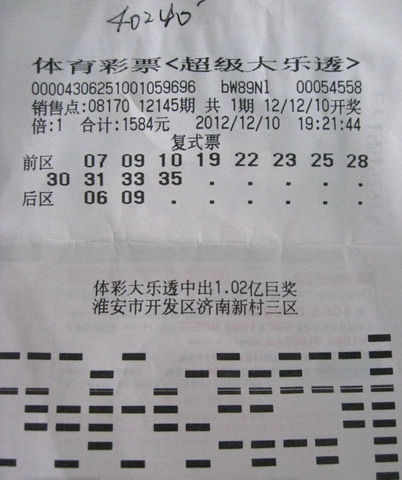 40240
体育彩票<超级大乐透>
00004306251001059696 bW89Nl 00054558
销售点:08170 12145期 共 1期 12/12/10开奖
倍:1 合计:1584元 2012/12/10 19:21:44
复式票
前区 07 09 10 19 22 23 25 28
30 31 33 35 . . . .
后区 06 09 . . . . . .
体彩大乐透中出1.02亿巨奖
淮安市开发区济南新村三区